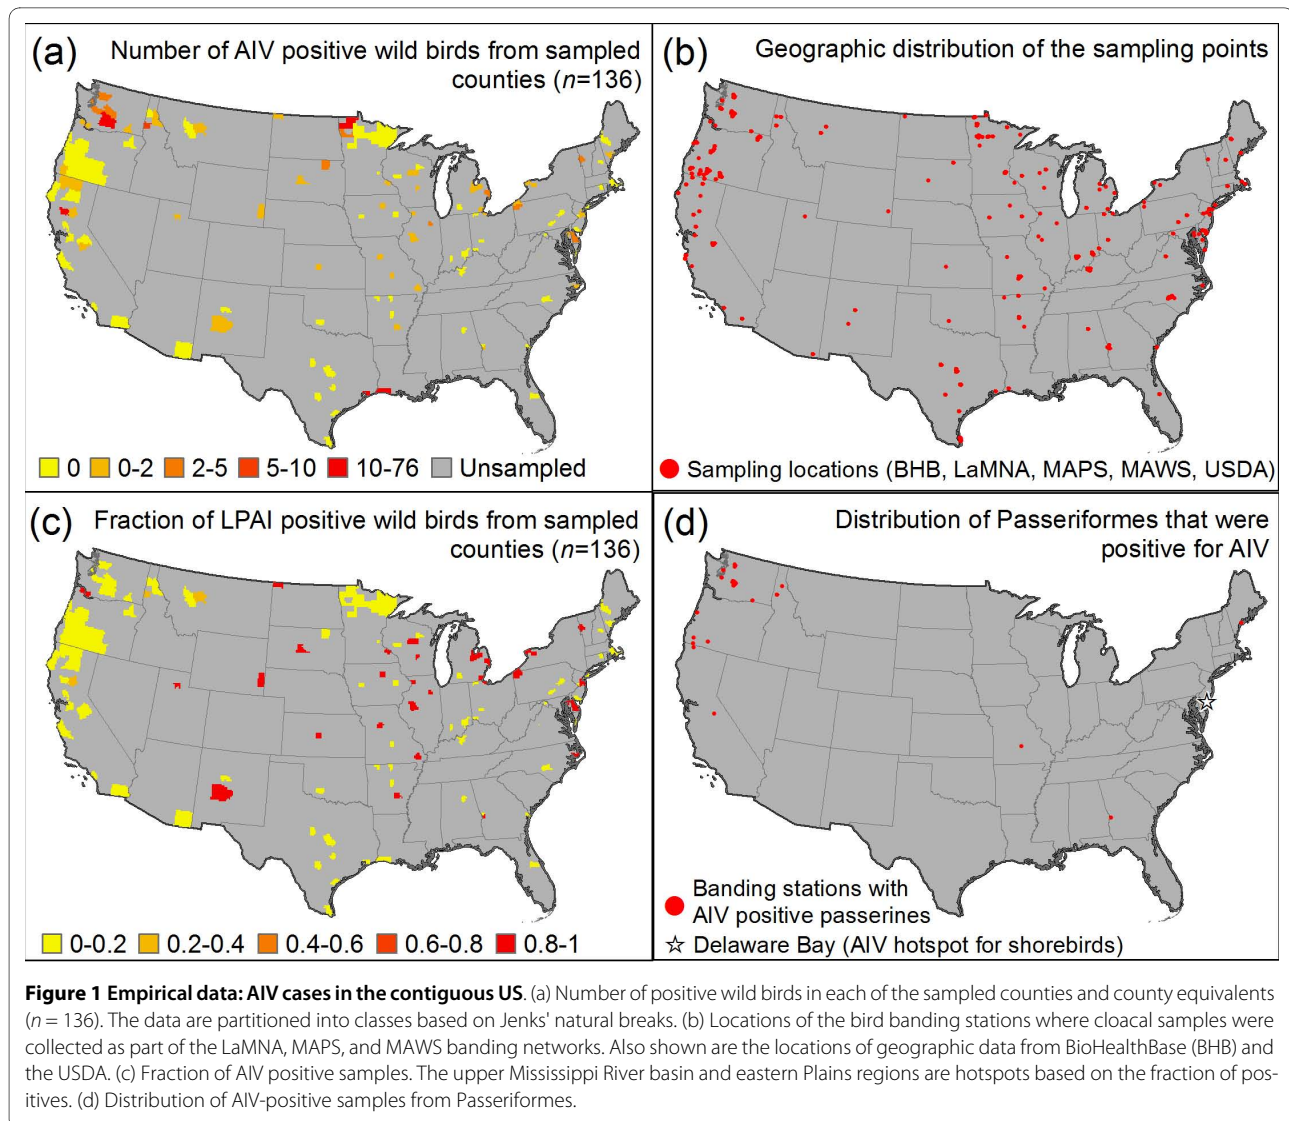 (a) Number of AIV positive wild birds from sampled
counties (n=136)
0 0-2 2-5 5-10 10-76 Unsampled
(b) Geographic distribution of the sampling points
Sampling locations (BHB, LaMNA, MAPS, MAWS, USDA)
(c) Fraction of LPAI positive wild birds from sampled
counties (n=136)
0-0.2 0.2-0.4 0.4-0.6 0.6-0.8 0.8-1
(d) Distribution of Passeriformes that were
positive for AIV
Banding stations with
AIV positive passerines
Delaware Bay (AIV hotspot for shorebirds)
Figure 1 Empirical data: AIV cases in the contiguous US. (a) Number of positive wild birds in each of the sampled counties and county equivalents
(n = 136). The data are partitioned into classes based on Jenks' natural breaks. (b) Locations of the bird banding stations where cloacal samples were
collected as part of the LaMNA, MAPS, and MAWS banding networks. Also shown are the locations of geographic data from BioHealthBase (BHB) and
the USDA. (c) Fraction of AIV positive samples. The upper Mississippi River basin and eastern Plains regions are hotspots based on the fraction of pos-
itives. (d) Distribution of AIV-positive samples from Passeriformes.